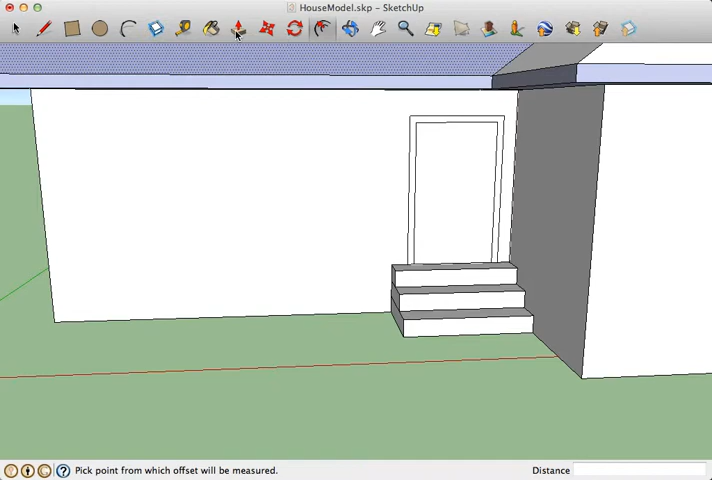 HouseModel.skp – SketchUp
Pick point from which offset will be measured.
Distance